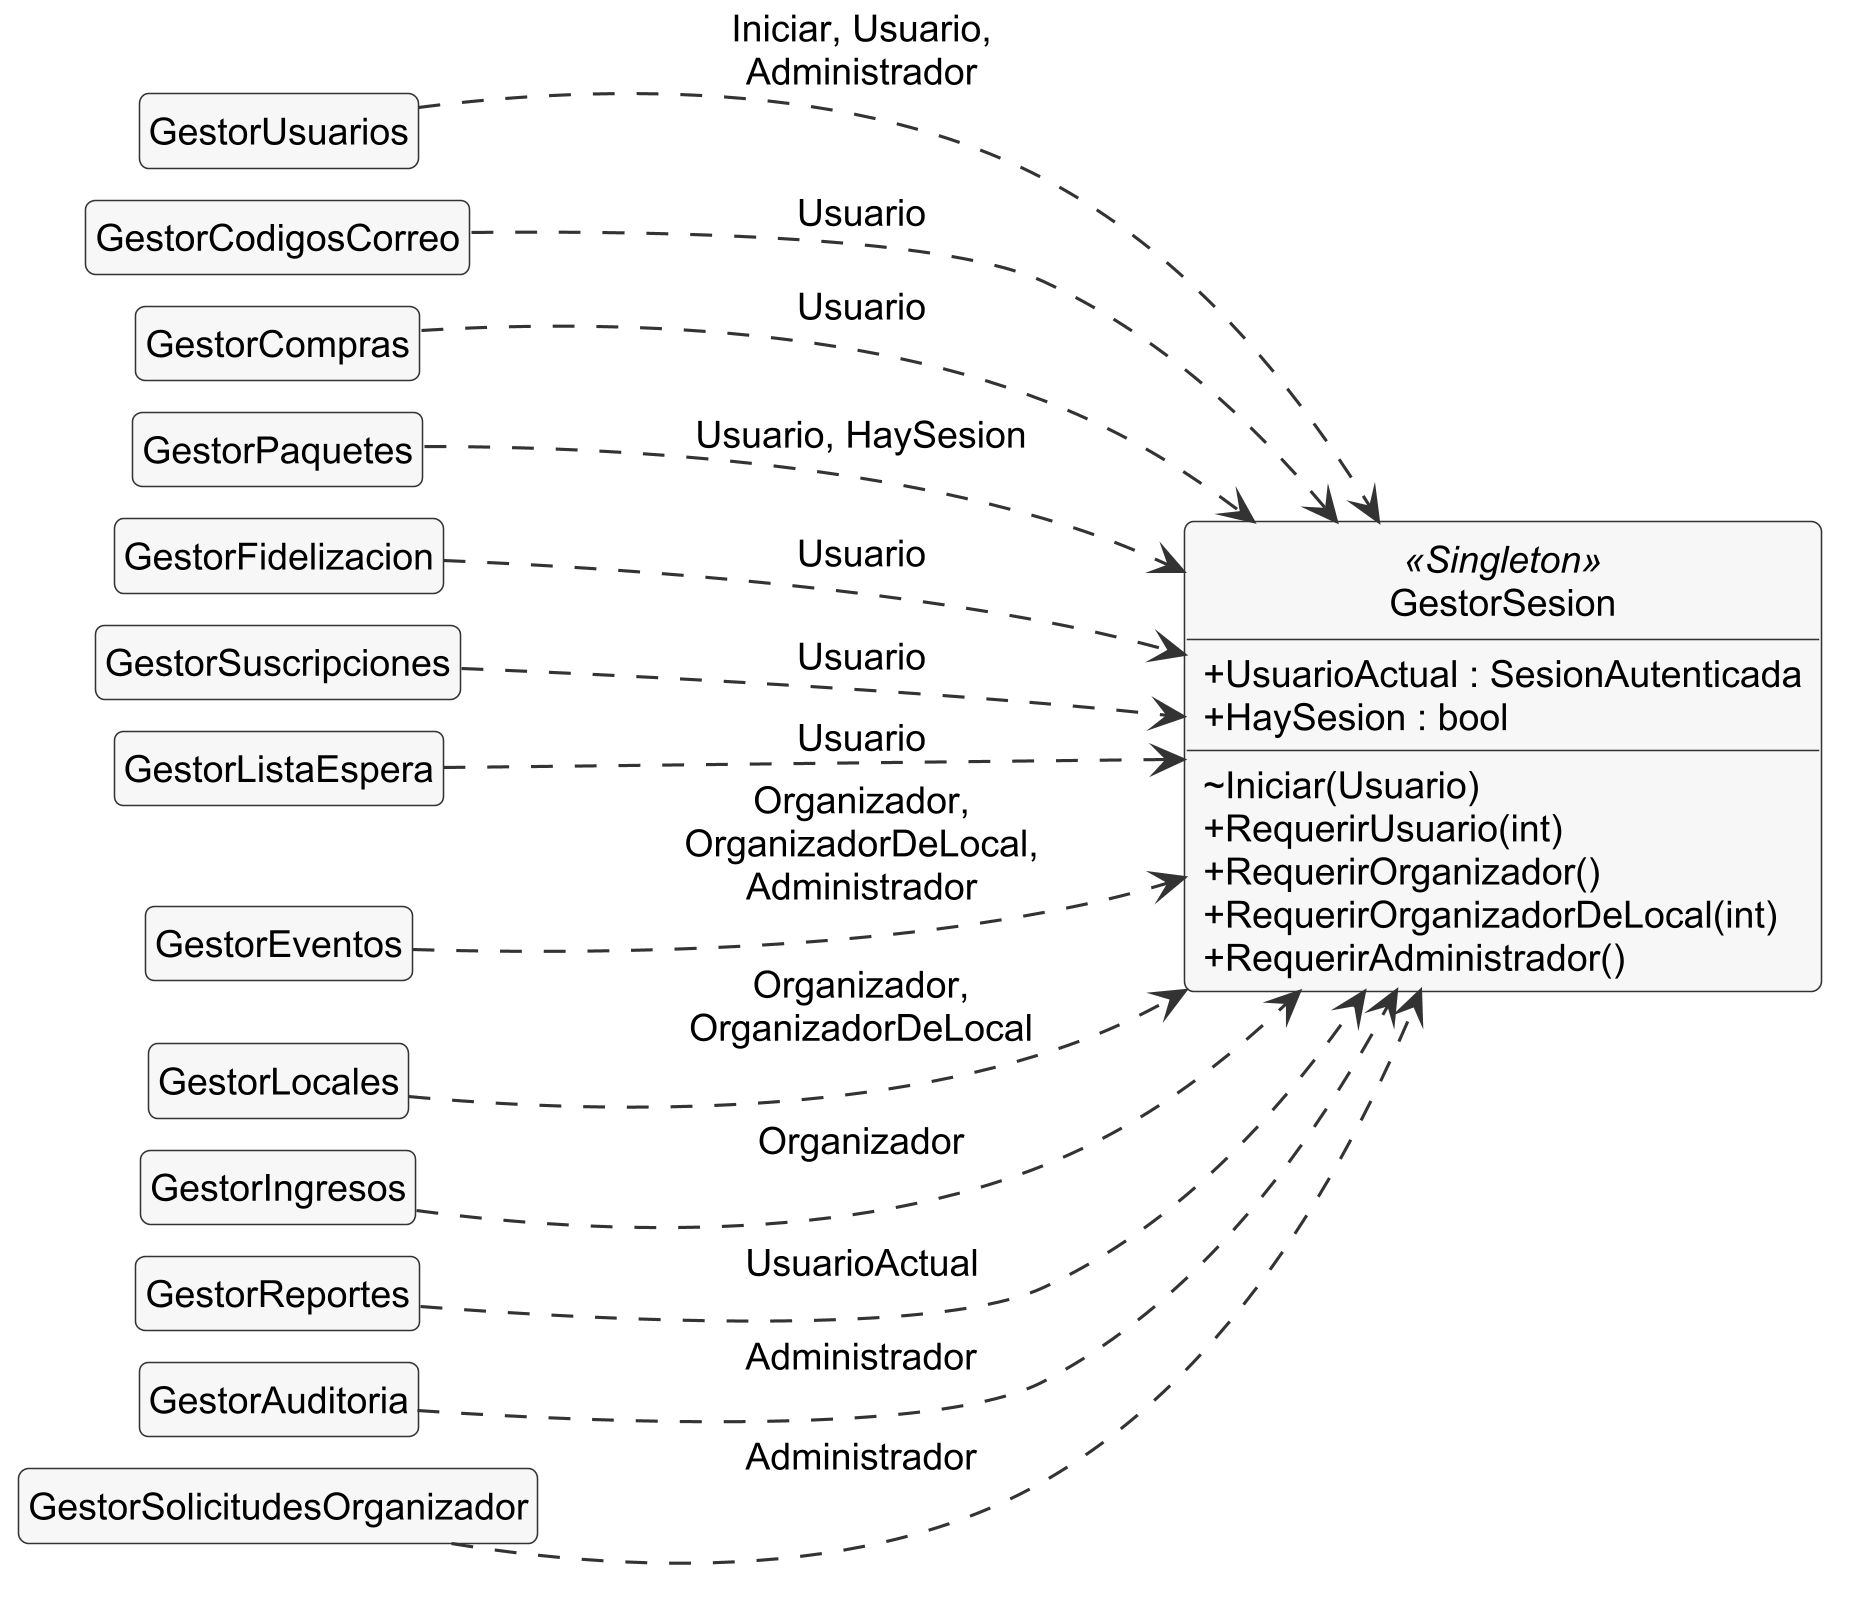 Iniciar, Usuario,
Administrador
GestorUsuarios
Usuario
GestorCodigosCorreo
Usuario
GestorCompras
Usuario, HaySesion
GestorPaquetes
Usuario
GestorFidelizacion
Usuario
GestorSuscripciones
Usuario
GestorListaEspera
Organizador,
OrganizadorDeLocal,
Administrador
GestorEventos
Organizador,
OrganizadorDeLocal
GestorLocales
Organizador
GestorIngresos
UsuarioActual
GestorReportes
Administrador
GestorAuditoria
Administrador
GestorSolicitudesOrganizador
«Singleton»
GestorSesion
+UsuarioActual : SesionAutenticada
+HaySesion : bool
~Iniciar(Usuario)
+RequerirUsuario(int)
+RequerirOrganizador()
+RequerirOrganizadorDeLocal(int)
+RequerirAdministrador()